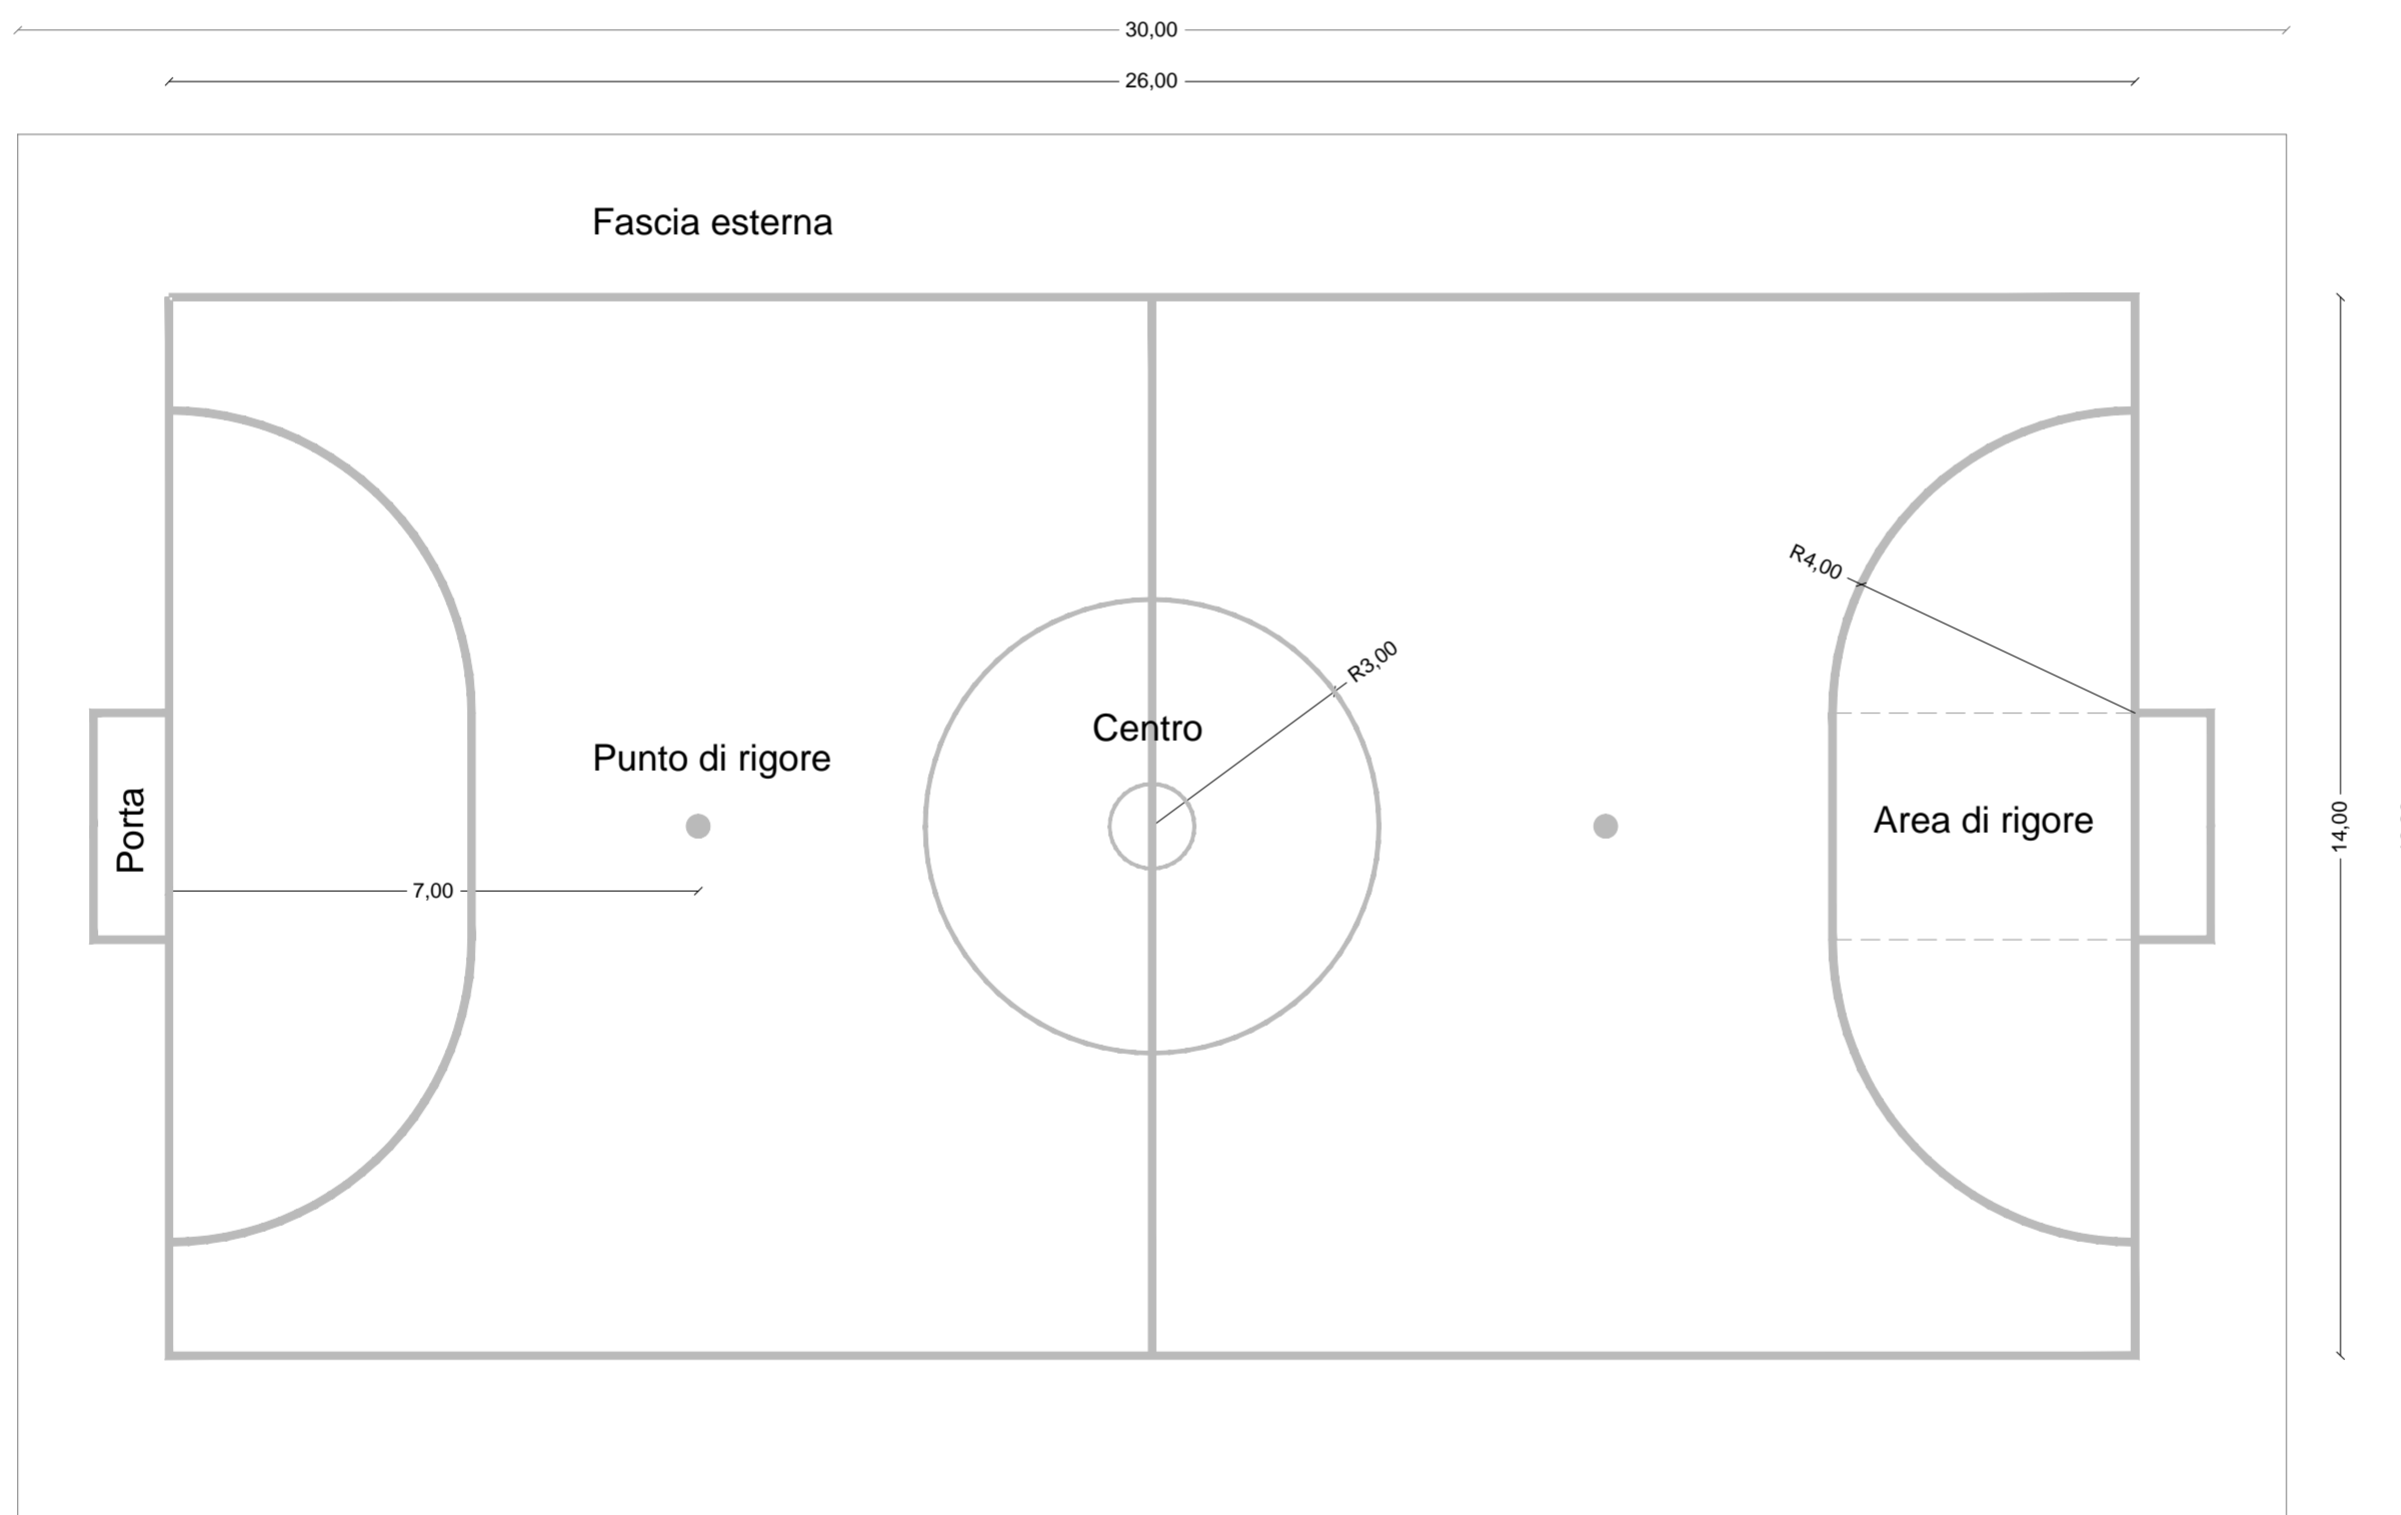 30,00
26,00
Fascia esterna
R4,00
R3,00
Centro
Punto di rigore
Porta
Area di rigore
14,00
7,00